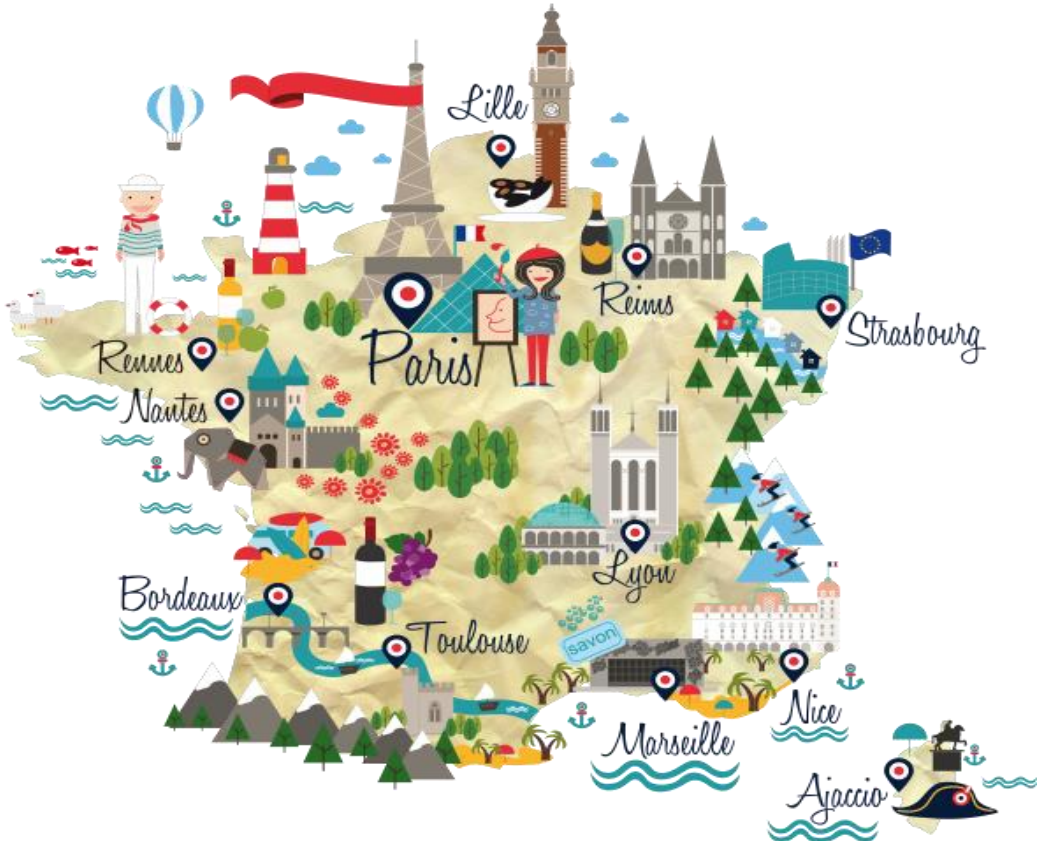 Lille
Reims
Paris
Strasbourg
Rennes
Nantes
Lyon
Bordeaux
Toulouse
savon
Nice
Marseille
Ajaccio